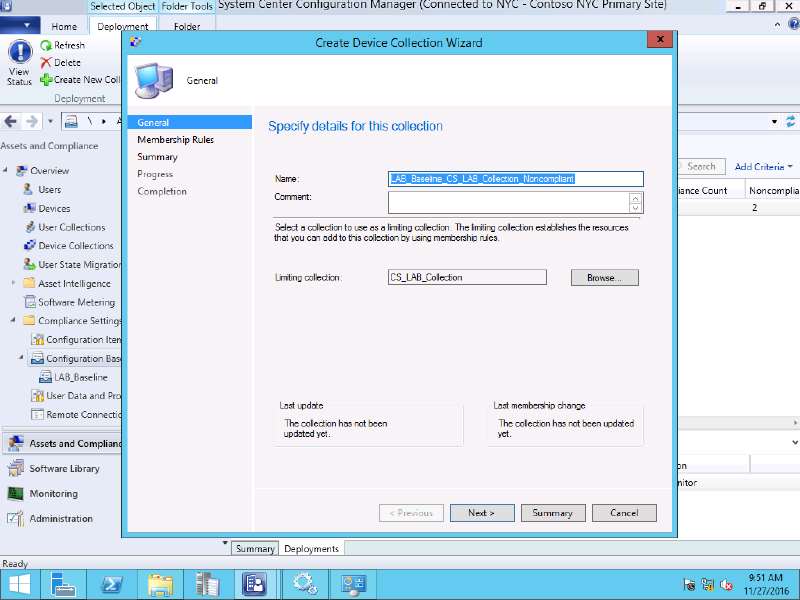 Selected Object
Folder Tools
System Center Configuration Manager (Connected to NYC - Contoso NYC Primary Site)
Home
Deployment
Folder
View Status
Refresh
Delete
Create New Coll
Deployment
\
Assets and Compliance
Overview
Users
Devices
User Collections
Device Collections
User State Migration
Asset Intelligence
Software Metering
Compliance Settings
Configuration Item
Configuration Base
LAB_Baseline
User Data and Pro
Remote Connectio
Assets and Compliance
Software Library
Monitoring
Administration
Ready
Create Device Collection Wizard
General
General
Membership Rules
Summary
Progress
Completion
Specify details for this collection
Name:
LAB_Baseline_CS_LAB_Collection_Noncompliant
Comment:
Select a collection to use as a limiting collection. The limiting collection establishes the resources
that you can add to this collection by using membership rules.
Limiting collection:
CS_LAB_Collection
Browse...
Last update
The collection has not been
updated yet.
Last membership change
The collection has not been updated
yet.
< Previous
Next >
Summary
Cancel
Search
Add Criteria
iance Count
Noncomplia
2
on
nitor
Summary
Deployments
9:51 AM
11/27/2016